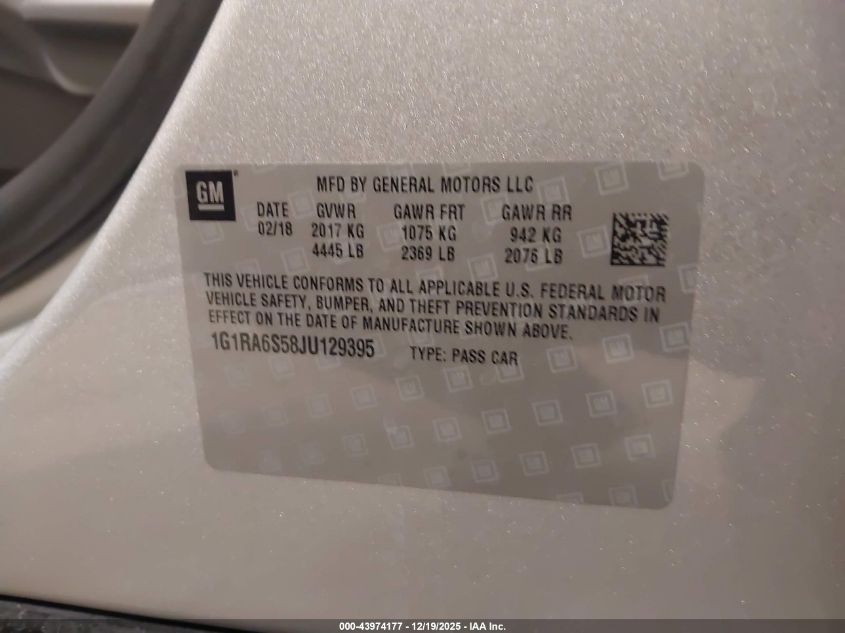 GM
MFD BY GENERAL MOTORS LLC
DATE GVWR GAWR FRT GAWR RR
02/18 2017 KG 1075 KG 942 KG
4445 LB 2369 LB 2076 LB
THIS VEHICLE CONFORMS TO ALL APPLICABLE U.S. FEDERAL MOTOR
VEHICLE SAFETY, BUMPER, AND THEFT PREVENTION STANDARDS IN
EFFECT ON THE DATE OF MANUFACTURE SHOWN ABOVE.
1G1RA6S58JU129395 TYPE: PASS CAR
000-43974177 - 12/19/2025 - IAA Inc.